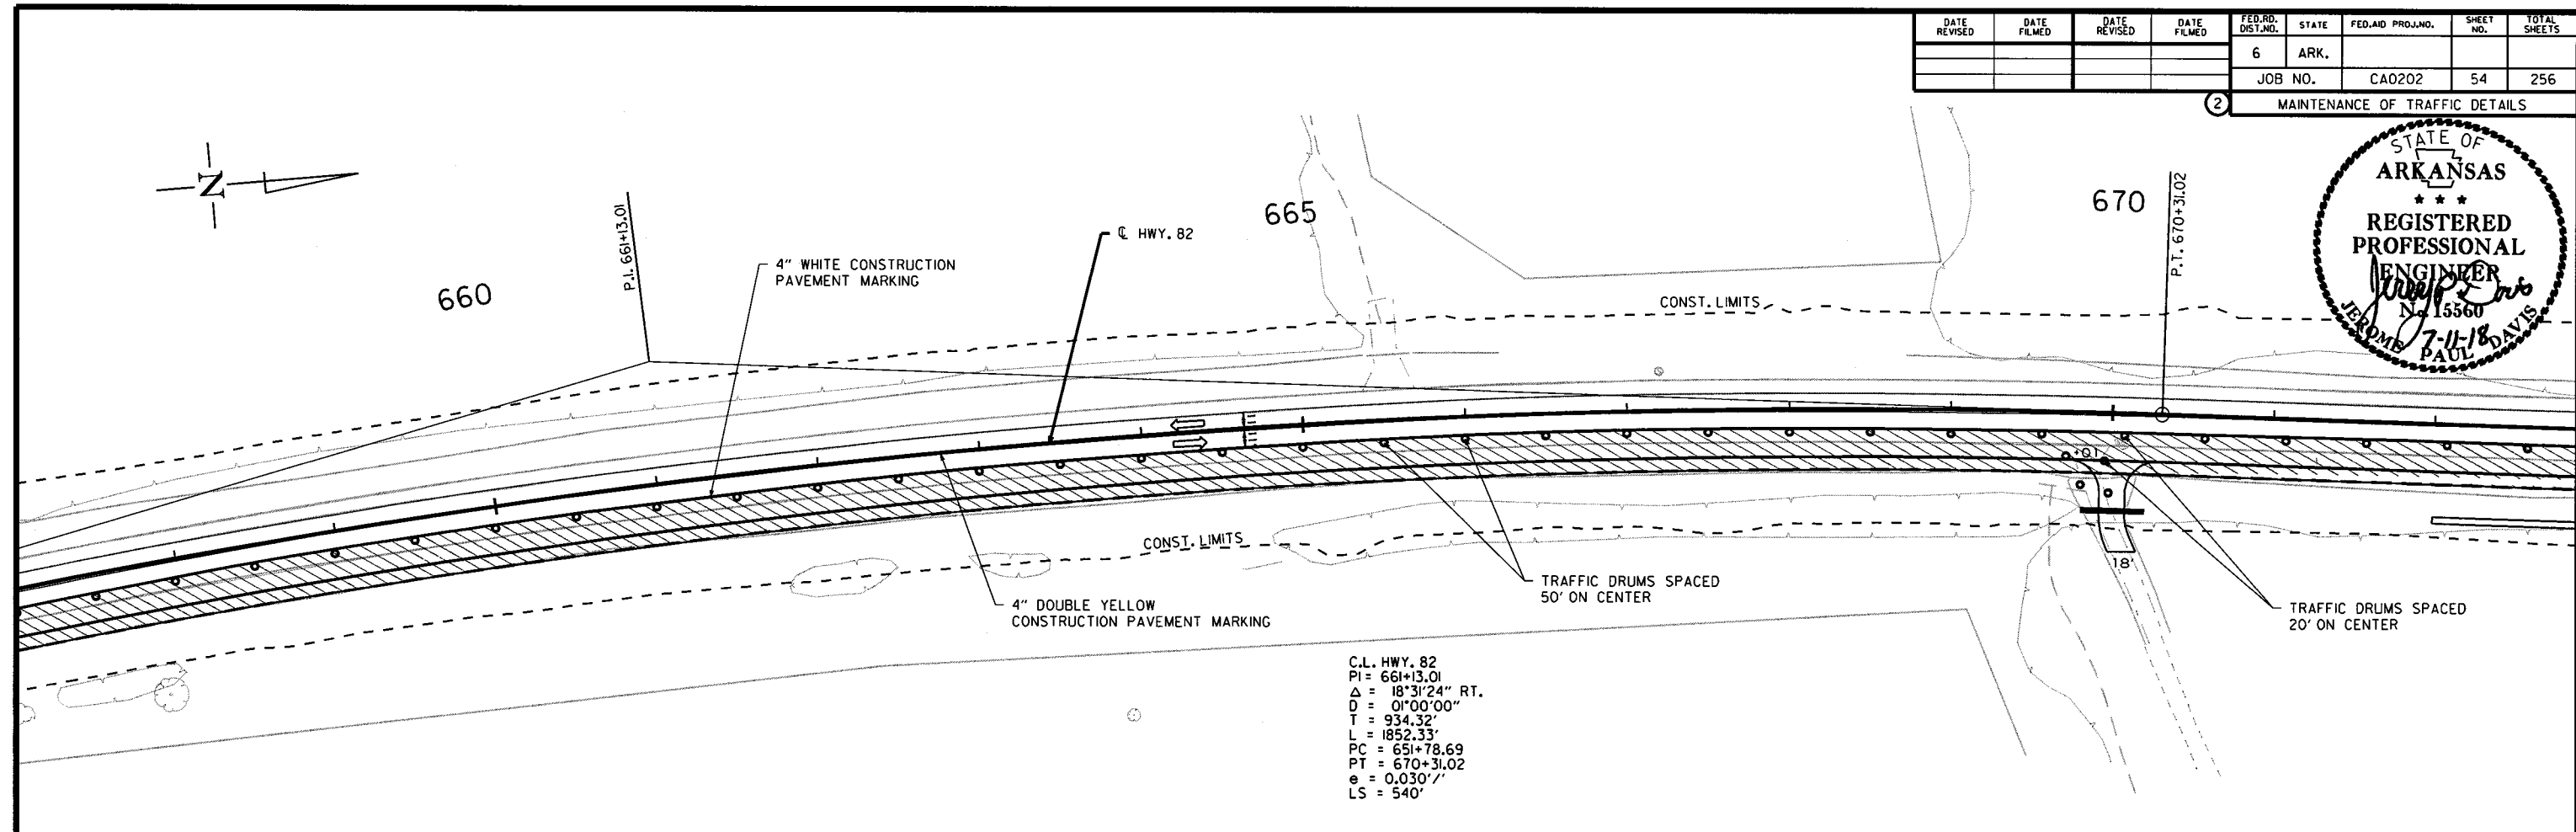 DATE REVISED
DATE FILMED
DATE REVISED
DATE FILMED
FED.RD. DIST.NO.
STATE
FED.AID PROJ.NO.
SHEET NO.
TOTAL SHEETS
6
ARK.
JOB NO.
CA0202
54
256
2
MAINTENANCE OF TRAFFIC DETAILS
STATE OF
ARKANSAS
REGISTERED
PROFESSIONAL
ENGINEER
No. 15560
7-11-18
JEROME PAUL DAVIS
N
660
P.I. 661+13.01
665
670
P.T. 670+31.02
℄ HWY. 82
4" WHITE CONSTRUCTION
PAVEMENT MARKING
CONST. LIMITS
CONST. LIMITS
+01
18'
4" DOUBLE YELLOW
CONSTRUCTION PAVEMENT MARKING
TRAFFIC DRUMS SPACED
50' ON CENTER
TRAFFIC DRUMS SPACED
20' ON CENTER
C.L. HWY. 82
PI = 661+13.01
Δ = 18°31'24" RT.
D = 01°00'00"
T = 934.32'
L = 1852.33'
PC = 651+78.69
PT = 670+31.02
e = 0.030'/'
LS = 540'